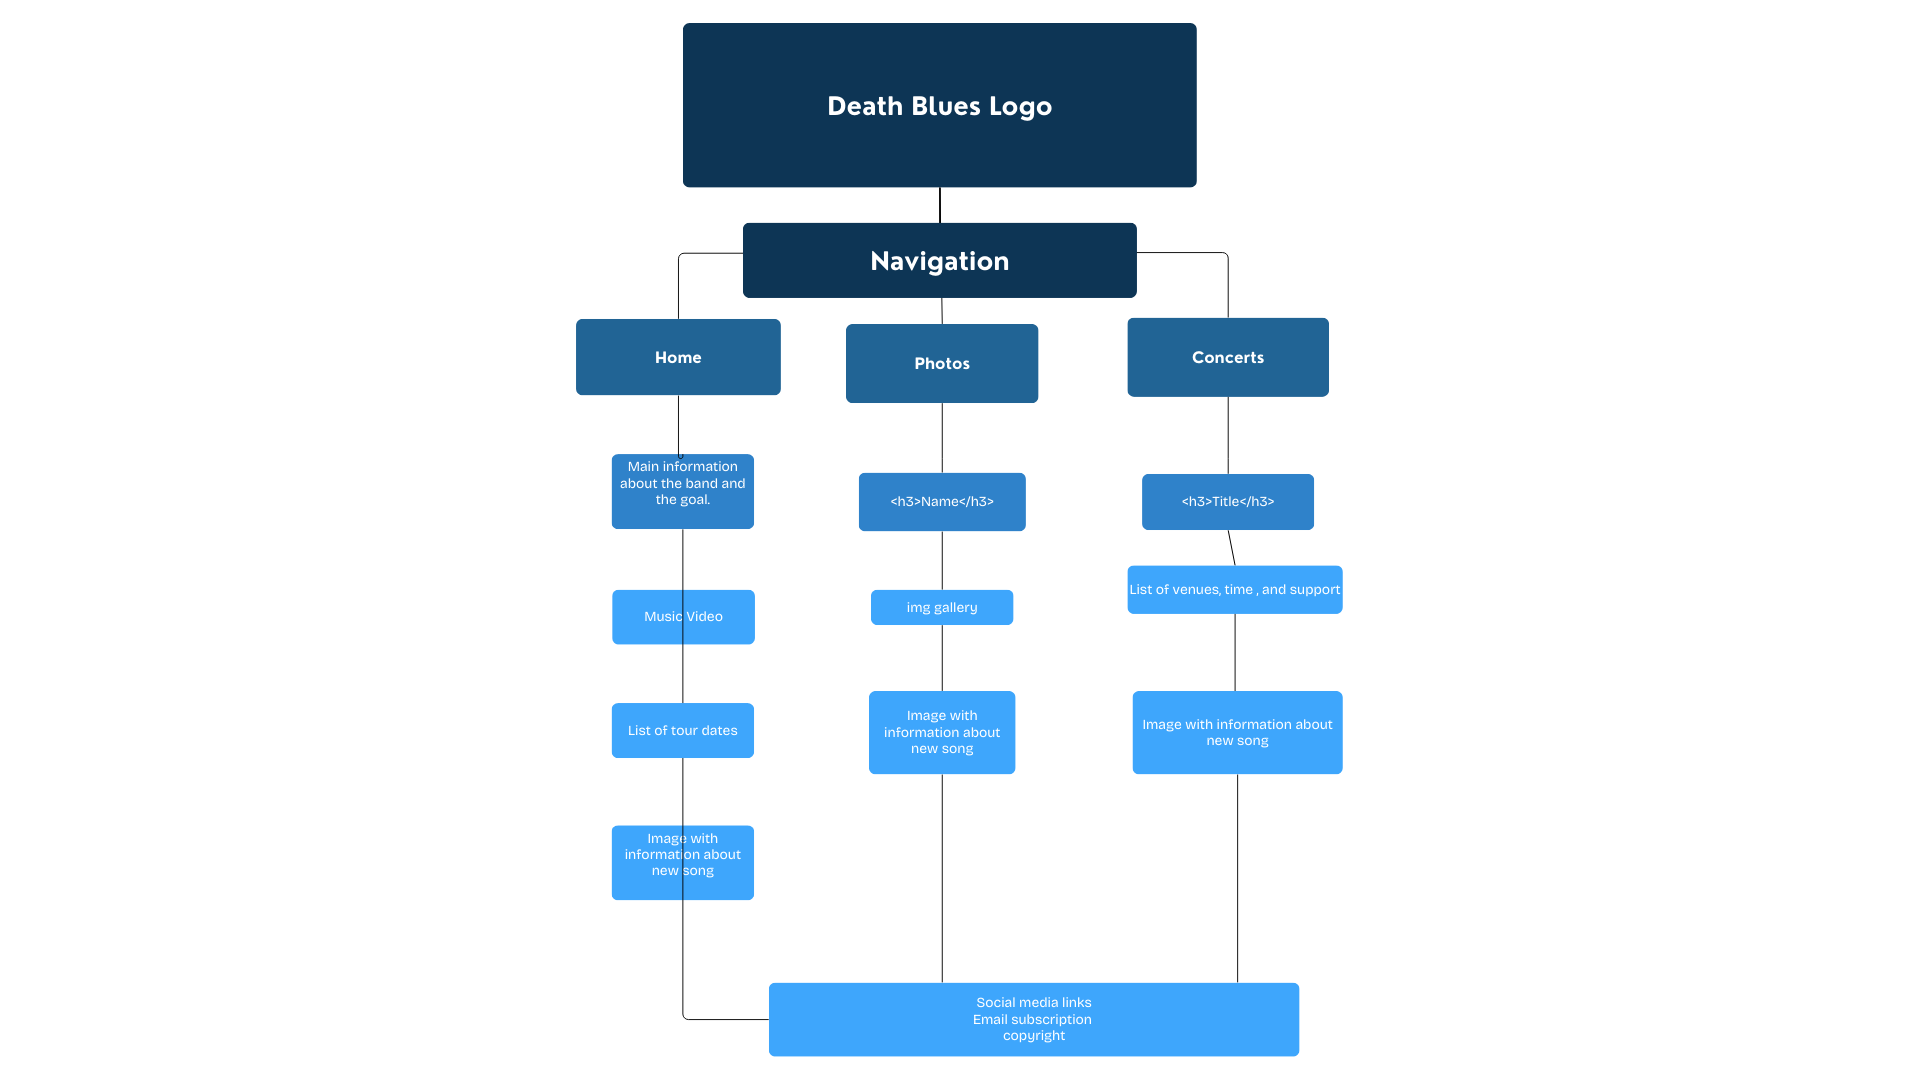 Death Blues Logo
Navigation
Home
Photos
Concerts
Main information
about the band and
the goal.
<h3>Name</h3>
<h3>Title</h3>
Music Video
img gallery
List of venues, time , and support
List of tour dates
Image with
information about
new song
Image with information about
new song
Image with
information about
new song
Social media links
Email subscription
copyright